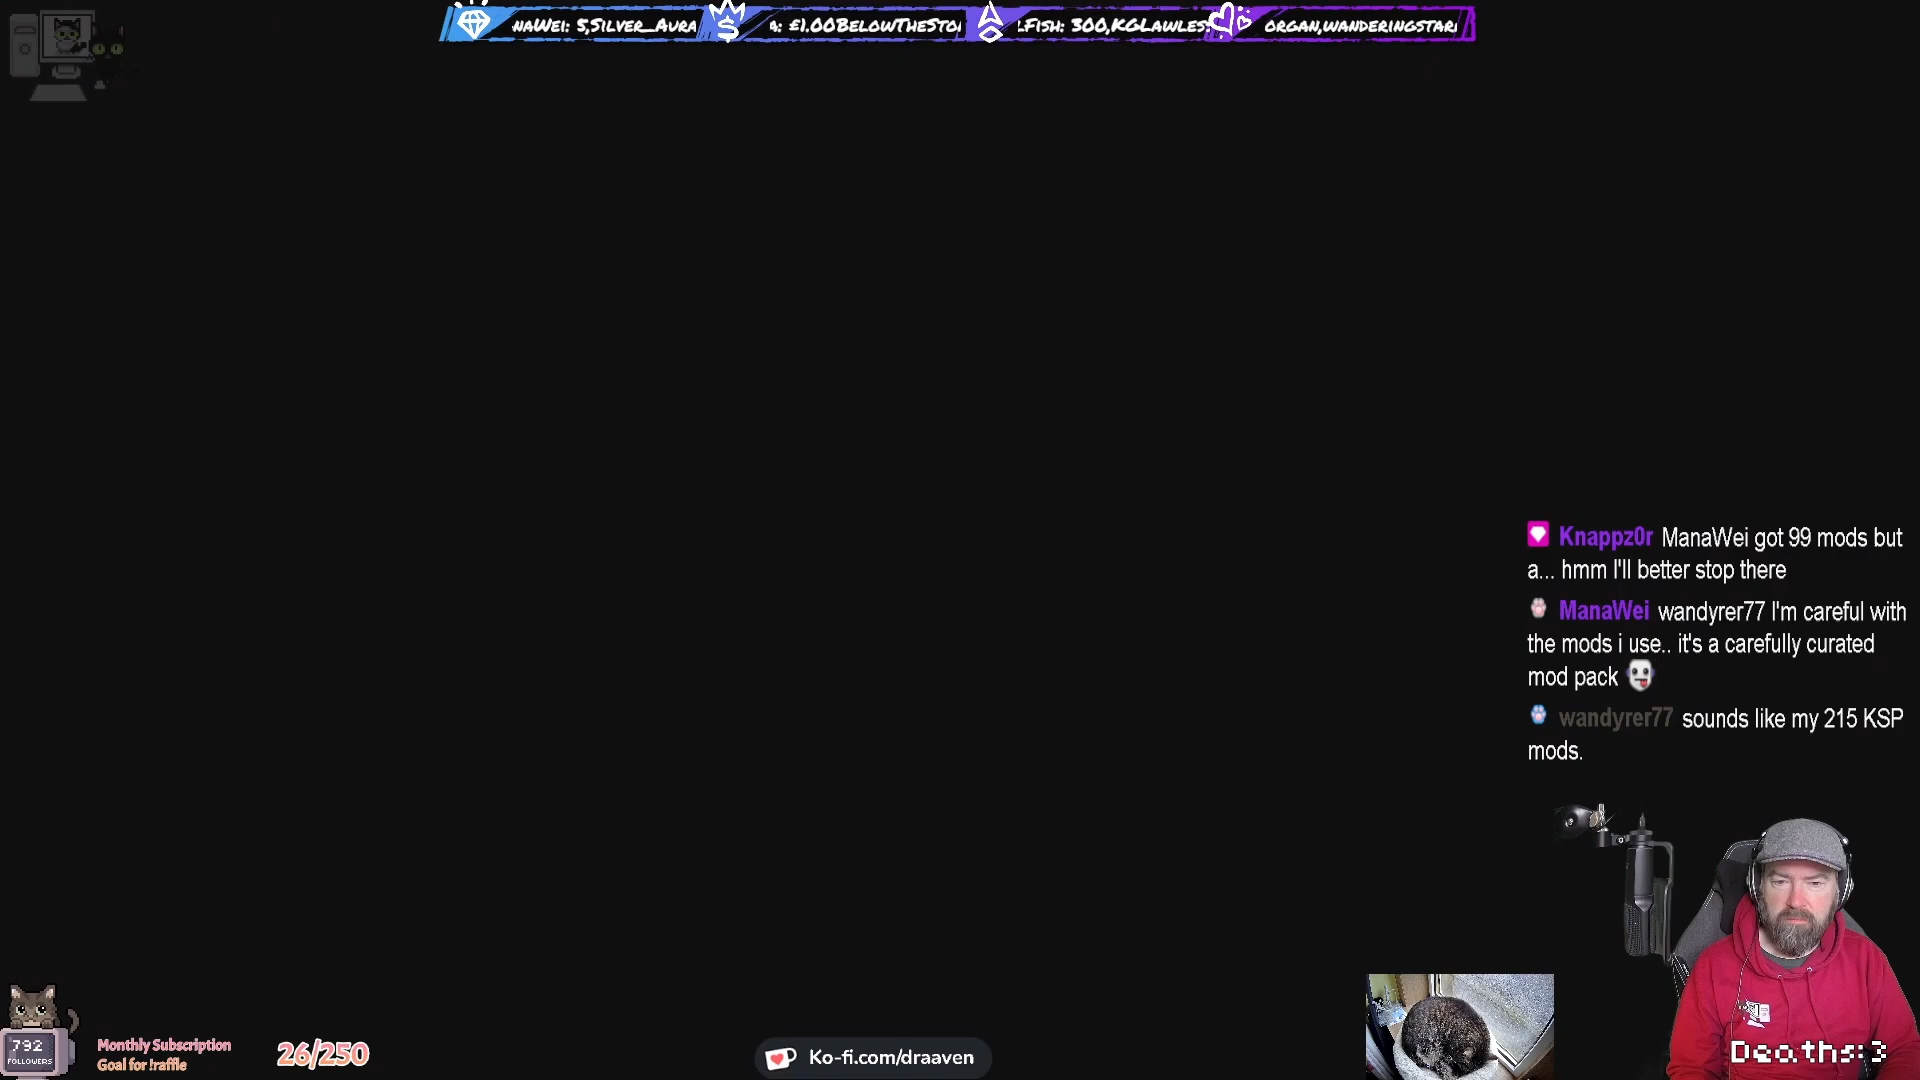 naWei: 5,Silver_Aura
a: £1.00BelowTheSto
.Fish: 300,KGLawles
organ,wanderingstar
Knappz0r ManaWei got 99 mods but
a... hmm I'll better stop there
ManaWei wandyrer77 I'm careful with
the mods i use.. it's a carefully curated
mod pack
wandyrer77 sounds like my 215 KSP
mods.
792
FOLLOWERS
Monthly Subscription
Goal for !raffle
26/250
Ko-fi.com/draaven
Deaths:3